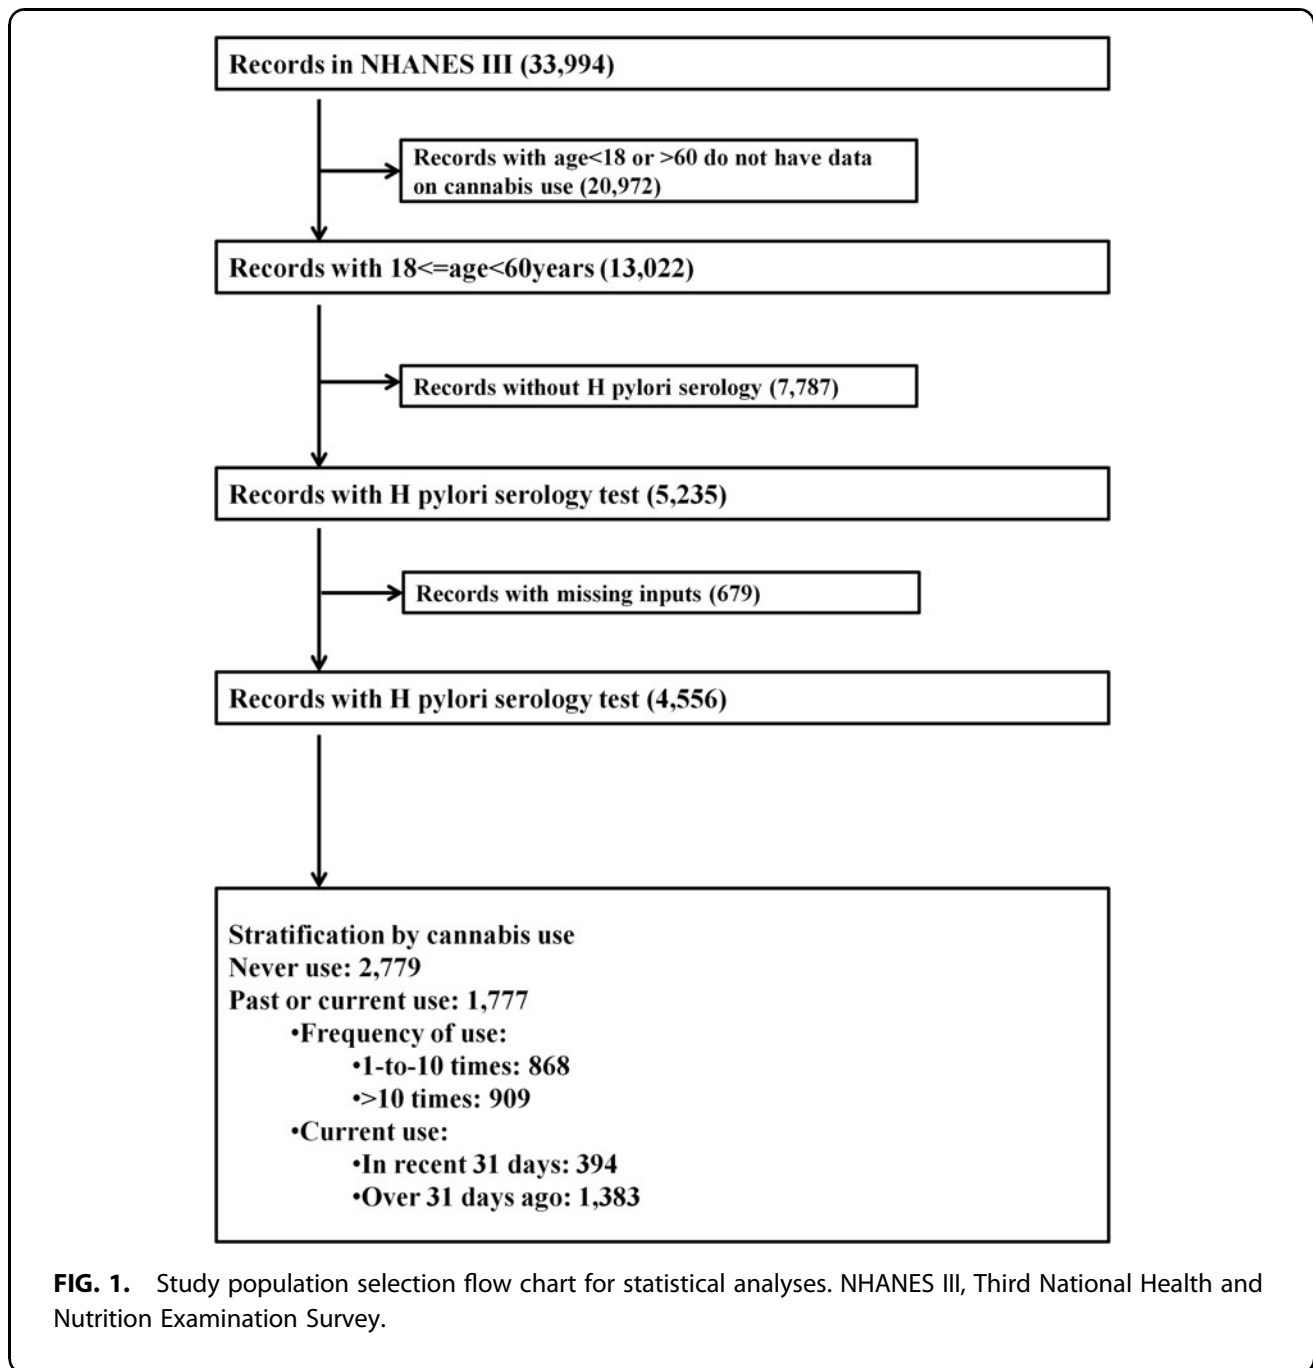 Records in NHANES III (33,994)
Records with age<18 or >60 do not have data
on cannabis use (20,972)
Records with 18<=age<60years (13,022)
Records without H pylori serology (7,787)
Records with H pylori serology test (5,235)
Records with missing inputs (679)
Records with H pylori serology test (4,556)
Stratification by cannabis use
Never use: 2,779
Past or current use: 1,777
•Frequency of use:
•1-to-10 times: 868
•>10 times: 909
•Current use:
•In recent 31 days: 394
•Over 31 days ago: 1,383
FIG. 1. Study population selection flow chart for statistical analyses. NHANES III, Third National Health and
Nutrition Examination Survey.